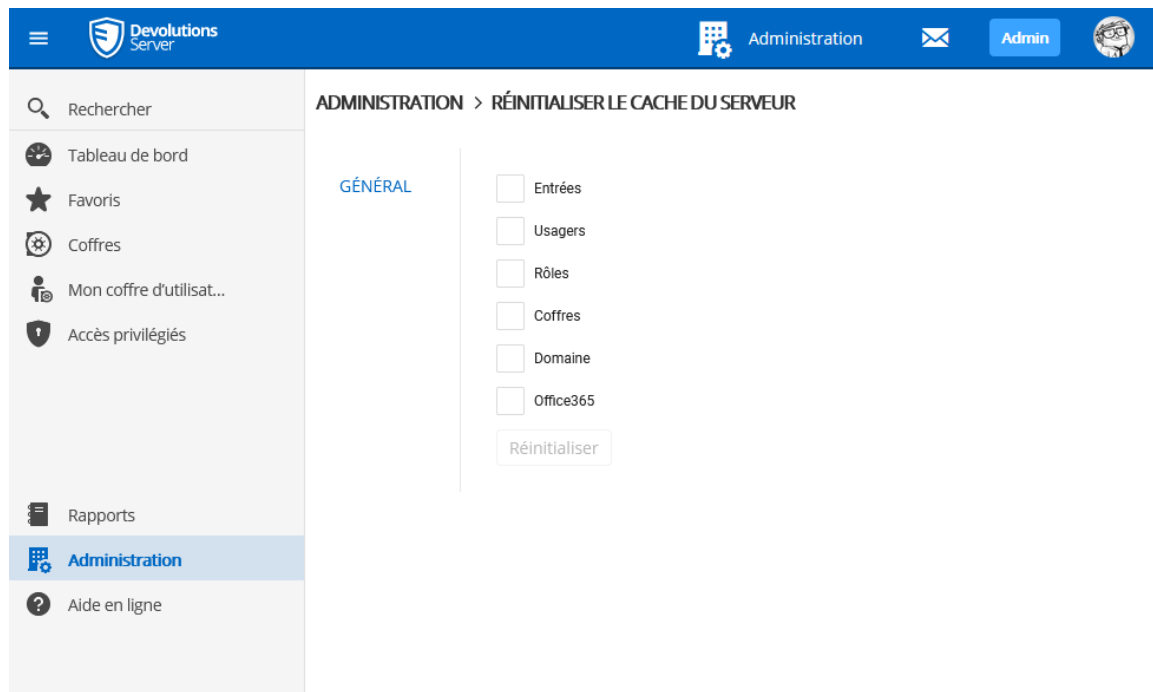 Devolutions
Server
Administration
Admin
Rechercher
Tableau de bord
Favoris
Coffres
Mon coffre d'utilisat...
Accès privilégiés
Rapports
Administration
Aide en ligne
ADMINISTRATION > RÉINITIALISER LE CACHE DU SERVEUR
GÉNÉRAL
Entrées
Usagers
Rôles
Coffres
Domaine
Office365
Réinitialiser